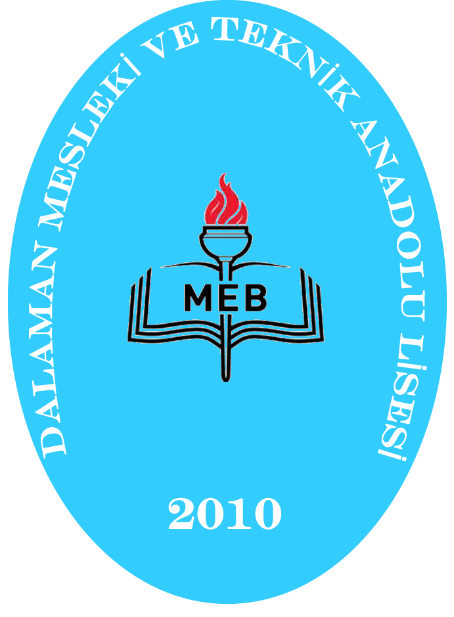 DALAMAN MESLEKİ VE TEKNİK ANADOLU LİSESİ
MEB
2010